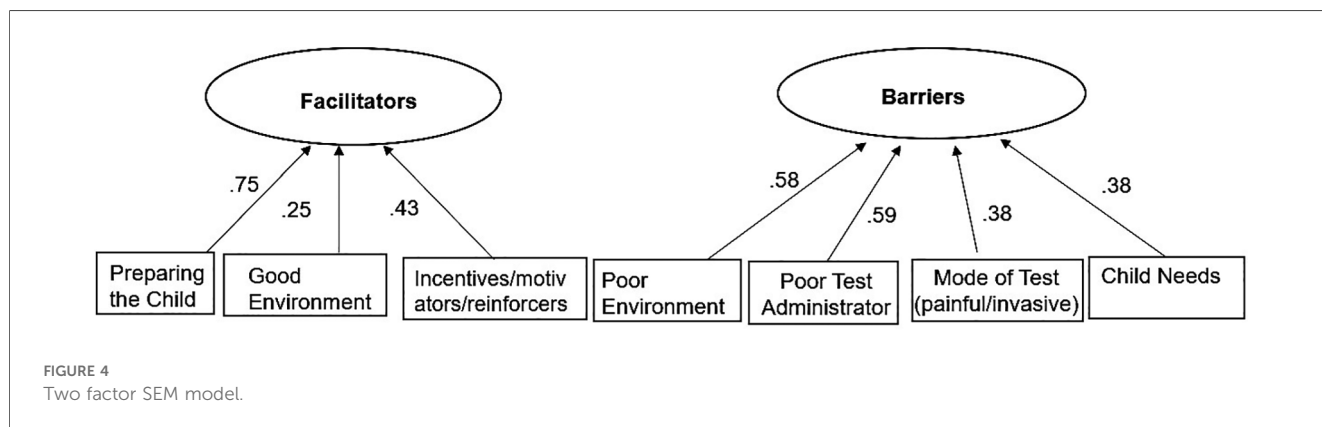 Facilitators
Barriers
.75
.25
.43
.58
.59
.38
.38
Preparing
the Child
Good
Environment
Incentives/motiv
ators/reinforcers
Poor
Environment
Poor Test
Administrator
Mode of Test
(painful/invasive)
Child Needs
FIGURE 4
Two factor SEM model.